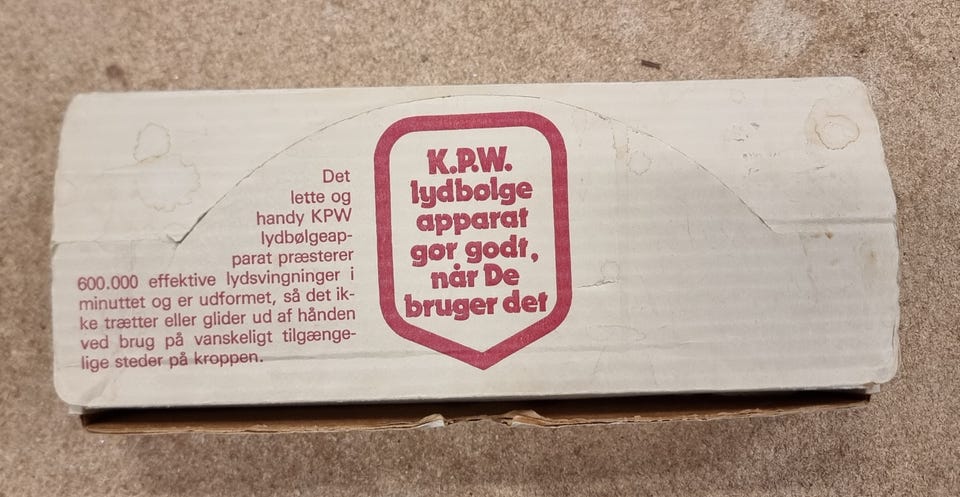 Det
lette og
handy KPW
lydbølgeap-
parat præsterer
600.000 effektive lydsvingninger i
minuttet og er udformet, så det ik-
ke trætter eller glider ud af hånden
ved brug på vanskeligt tilgænge-
lige steder på kroppen.
K.P.W.
lydbølge
apparat
gør godt,
når De
bruger det